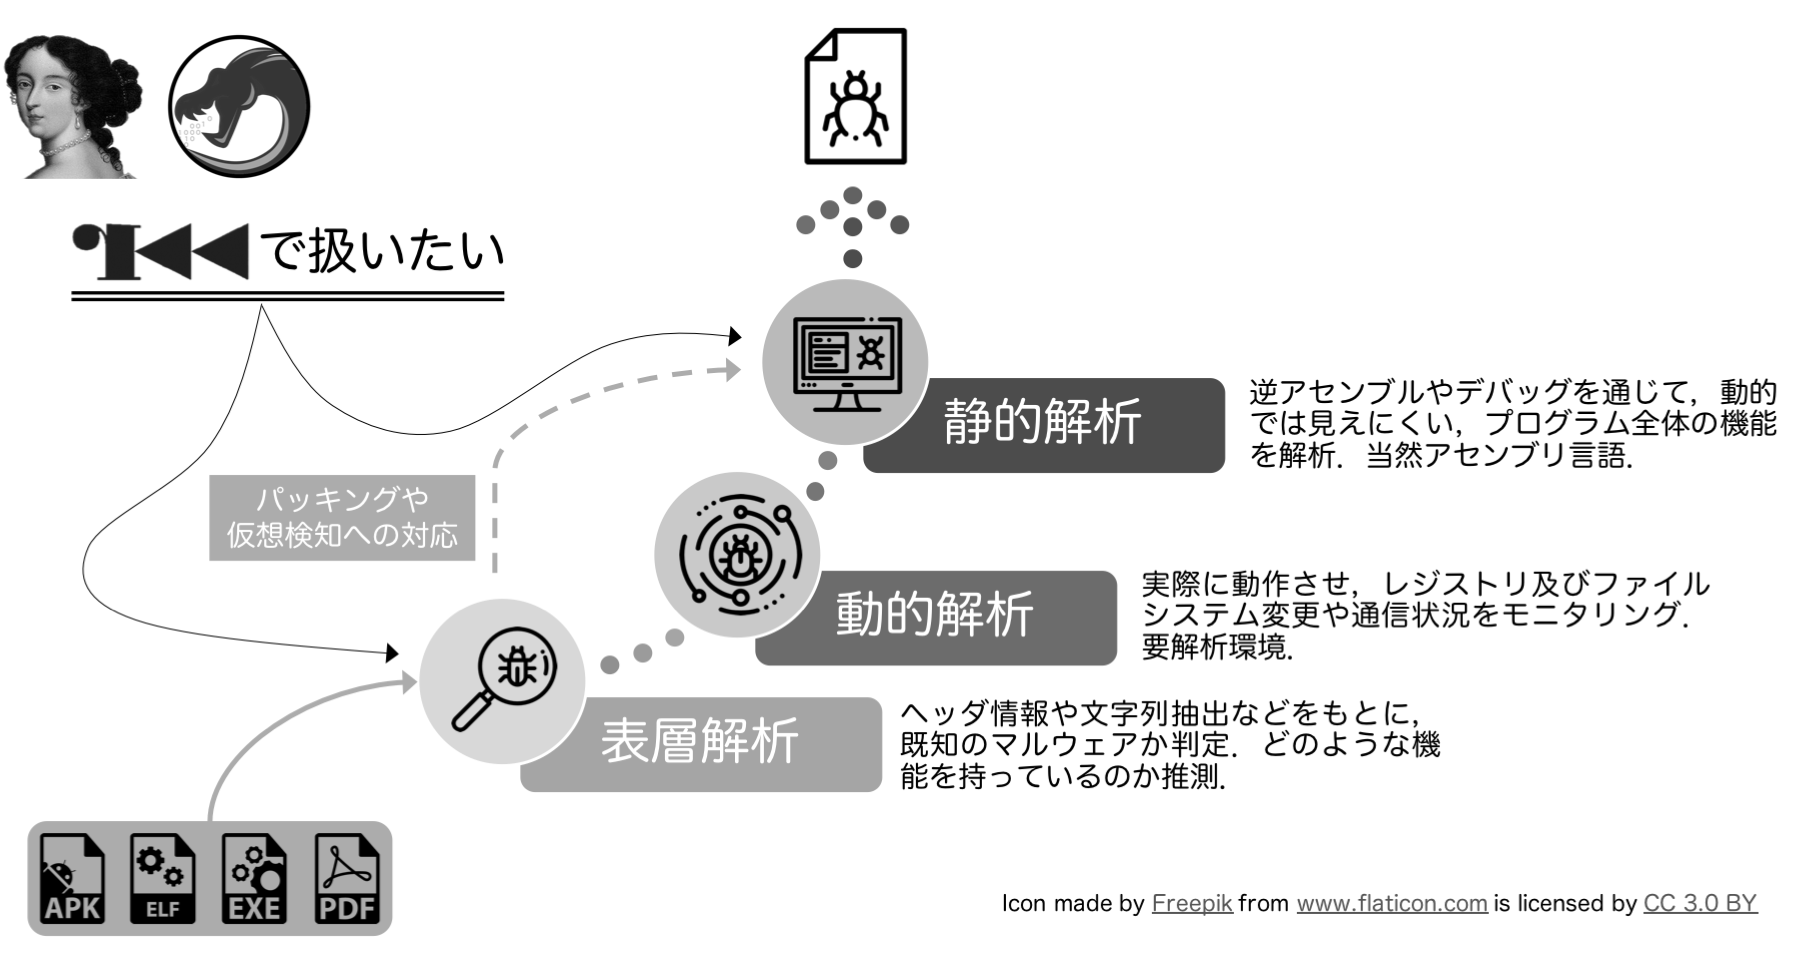 で扱いたい
逆アセンブルやデバッグを通じて，動的
では見えにくい，プログラム全体の機能
を解析．当然アセンブリ言語．
静的解析
パッキングや
仮想検知への対応
実際に動作させ，レジストリ及びファイル
システム変更や通信状況をモニタリング．
要解析環境．
動的解析
ヘッダ情報や文字列抽出などをもとに，
既知のマルウェアか判定．どのような機
能を持っているのか推測．
表層解析
APK ELF EXE PDF
Icon made by Freepik from www.flaticon.com is licensed by CC 3.0 BY